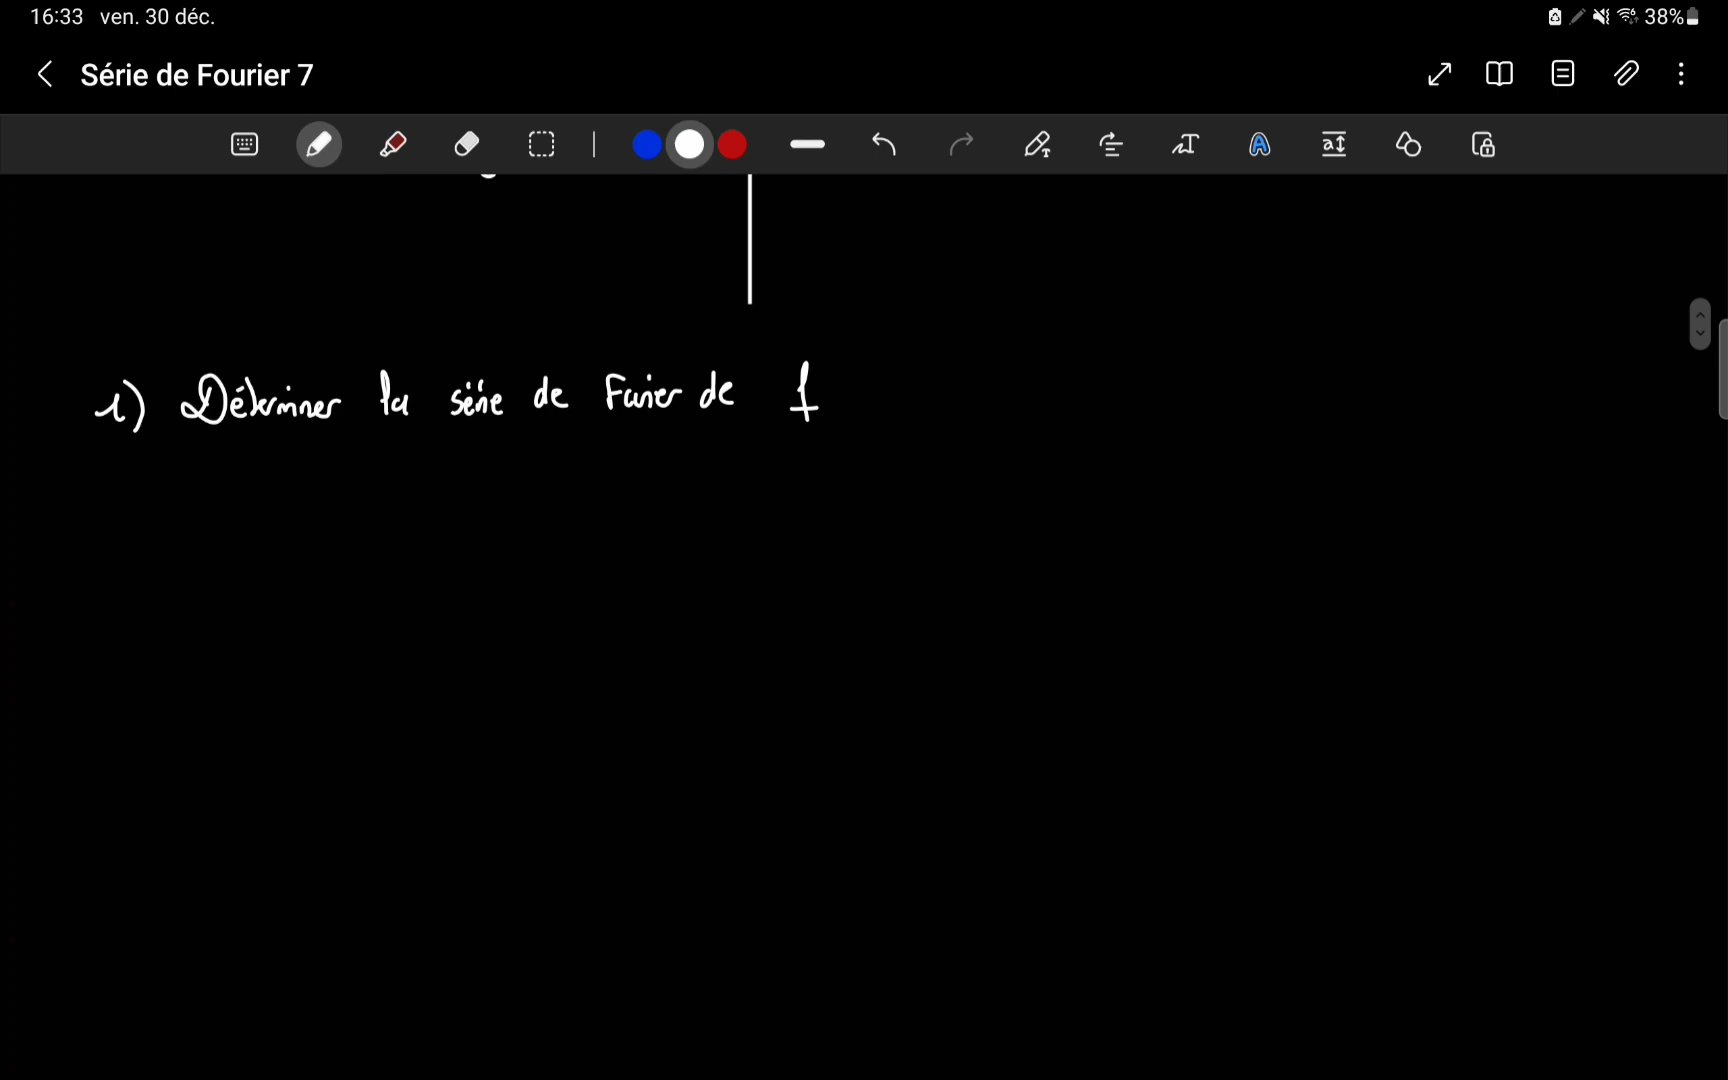 16:33 ven. 30 déc.
38%
Série de Fourier 7
1) Déterminer la série de Fourier de f